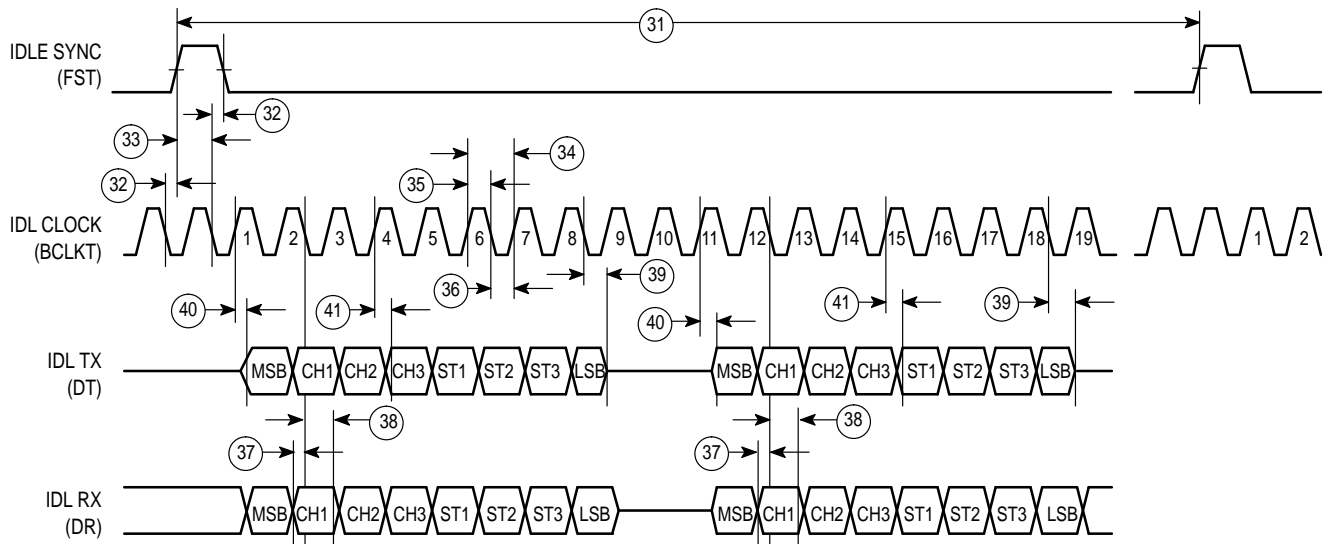 31
IDLE SYNC
(FST)
32
33
34
35
32
IDL CLOCK
(BCLKT)
1 2 3 4 5 6 7 8 9 10 11 12 13 14 15 16 17 18 19 1 2
36 39
40 41 40 41 39
IDL TX
(DT)
MSB CH1 CH2 CH3 ST1 ST2 ST3 LSB MSB CH1 CH2 CH3 ST1 ST2 ST3 LSB
38 38
37 37
IDL RX
(DR)
MSB CH1 CH2 CH3 ST1 ST2 ST3 LSB MSB CH1 CH2 CH3 ST1 ST2 ST3 LSB